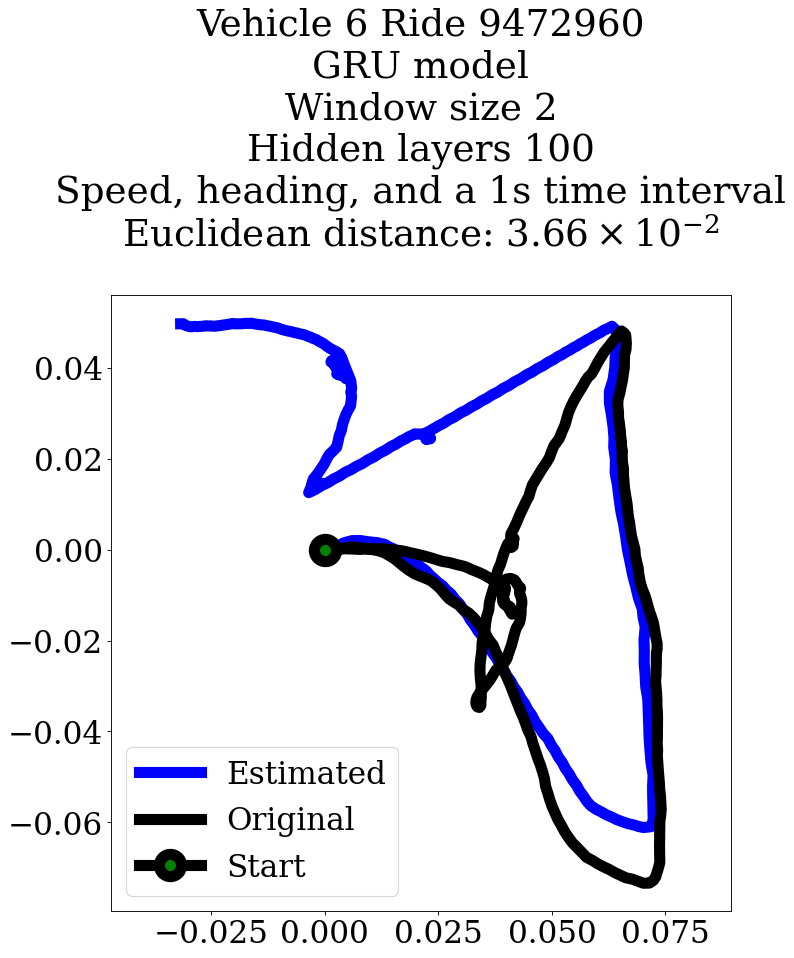 Vehicle 6 Ride 9472960
GRU model
Window size 2
Hidden layers 100
Speed, heading, and a 1s time interval
Euclidean distance: 3.66 × 10⁻²
0.04
0.02
0.00
−0.02
−0.04
−0.06
Estimated
Original
Start
−0.025 0.000 0.025 0.050 0.075